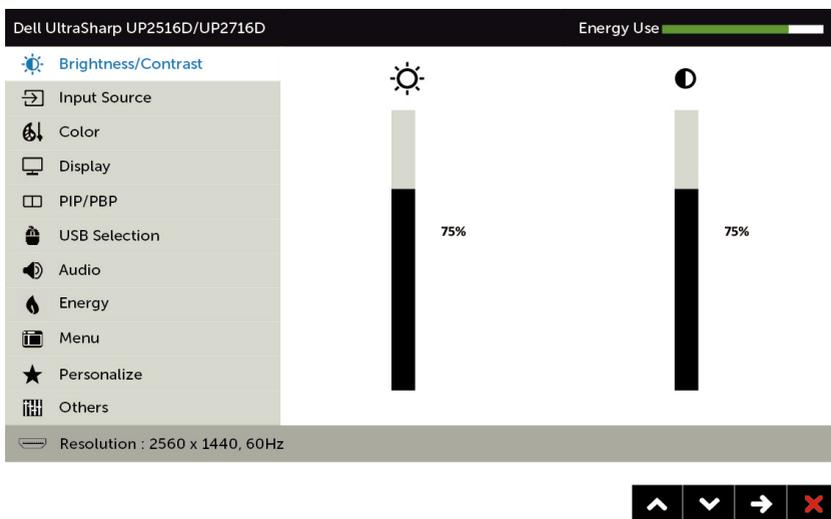 Dell UltraSharp UP2516D/UP2716D
Energy Use
Brightness/Contrast
Input Source
Color
Display
PIP/PBP
USB Selection
Audio
Energy
Menu
Personalize
Others
75%
75%
Resolution : 2560 x 1440, 60Hz